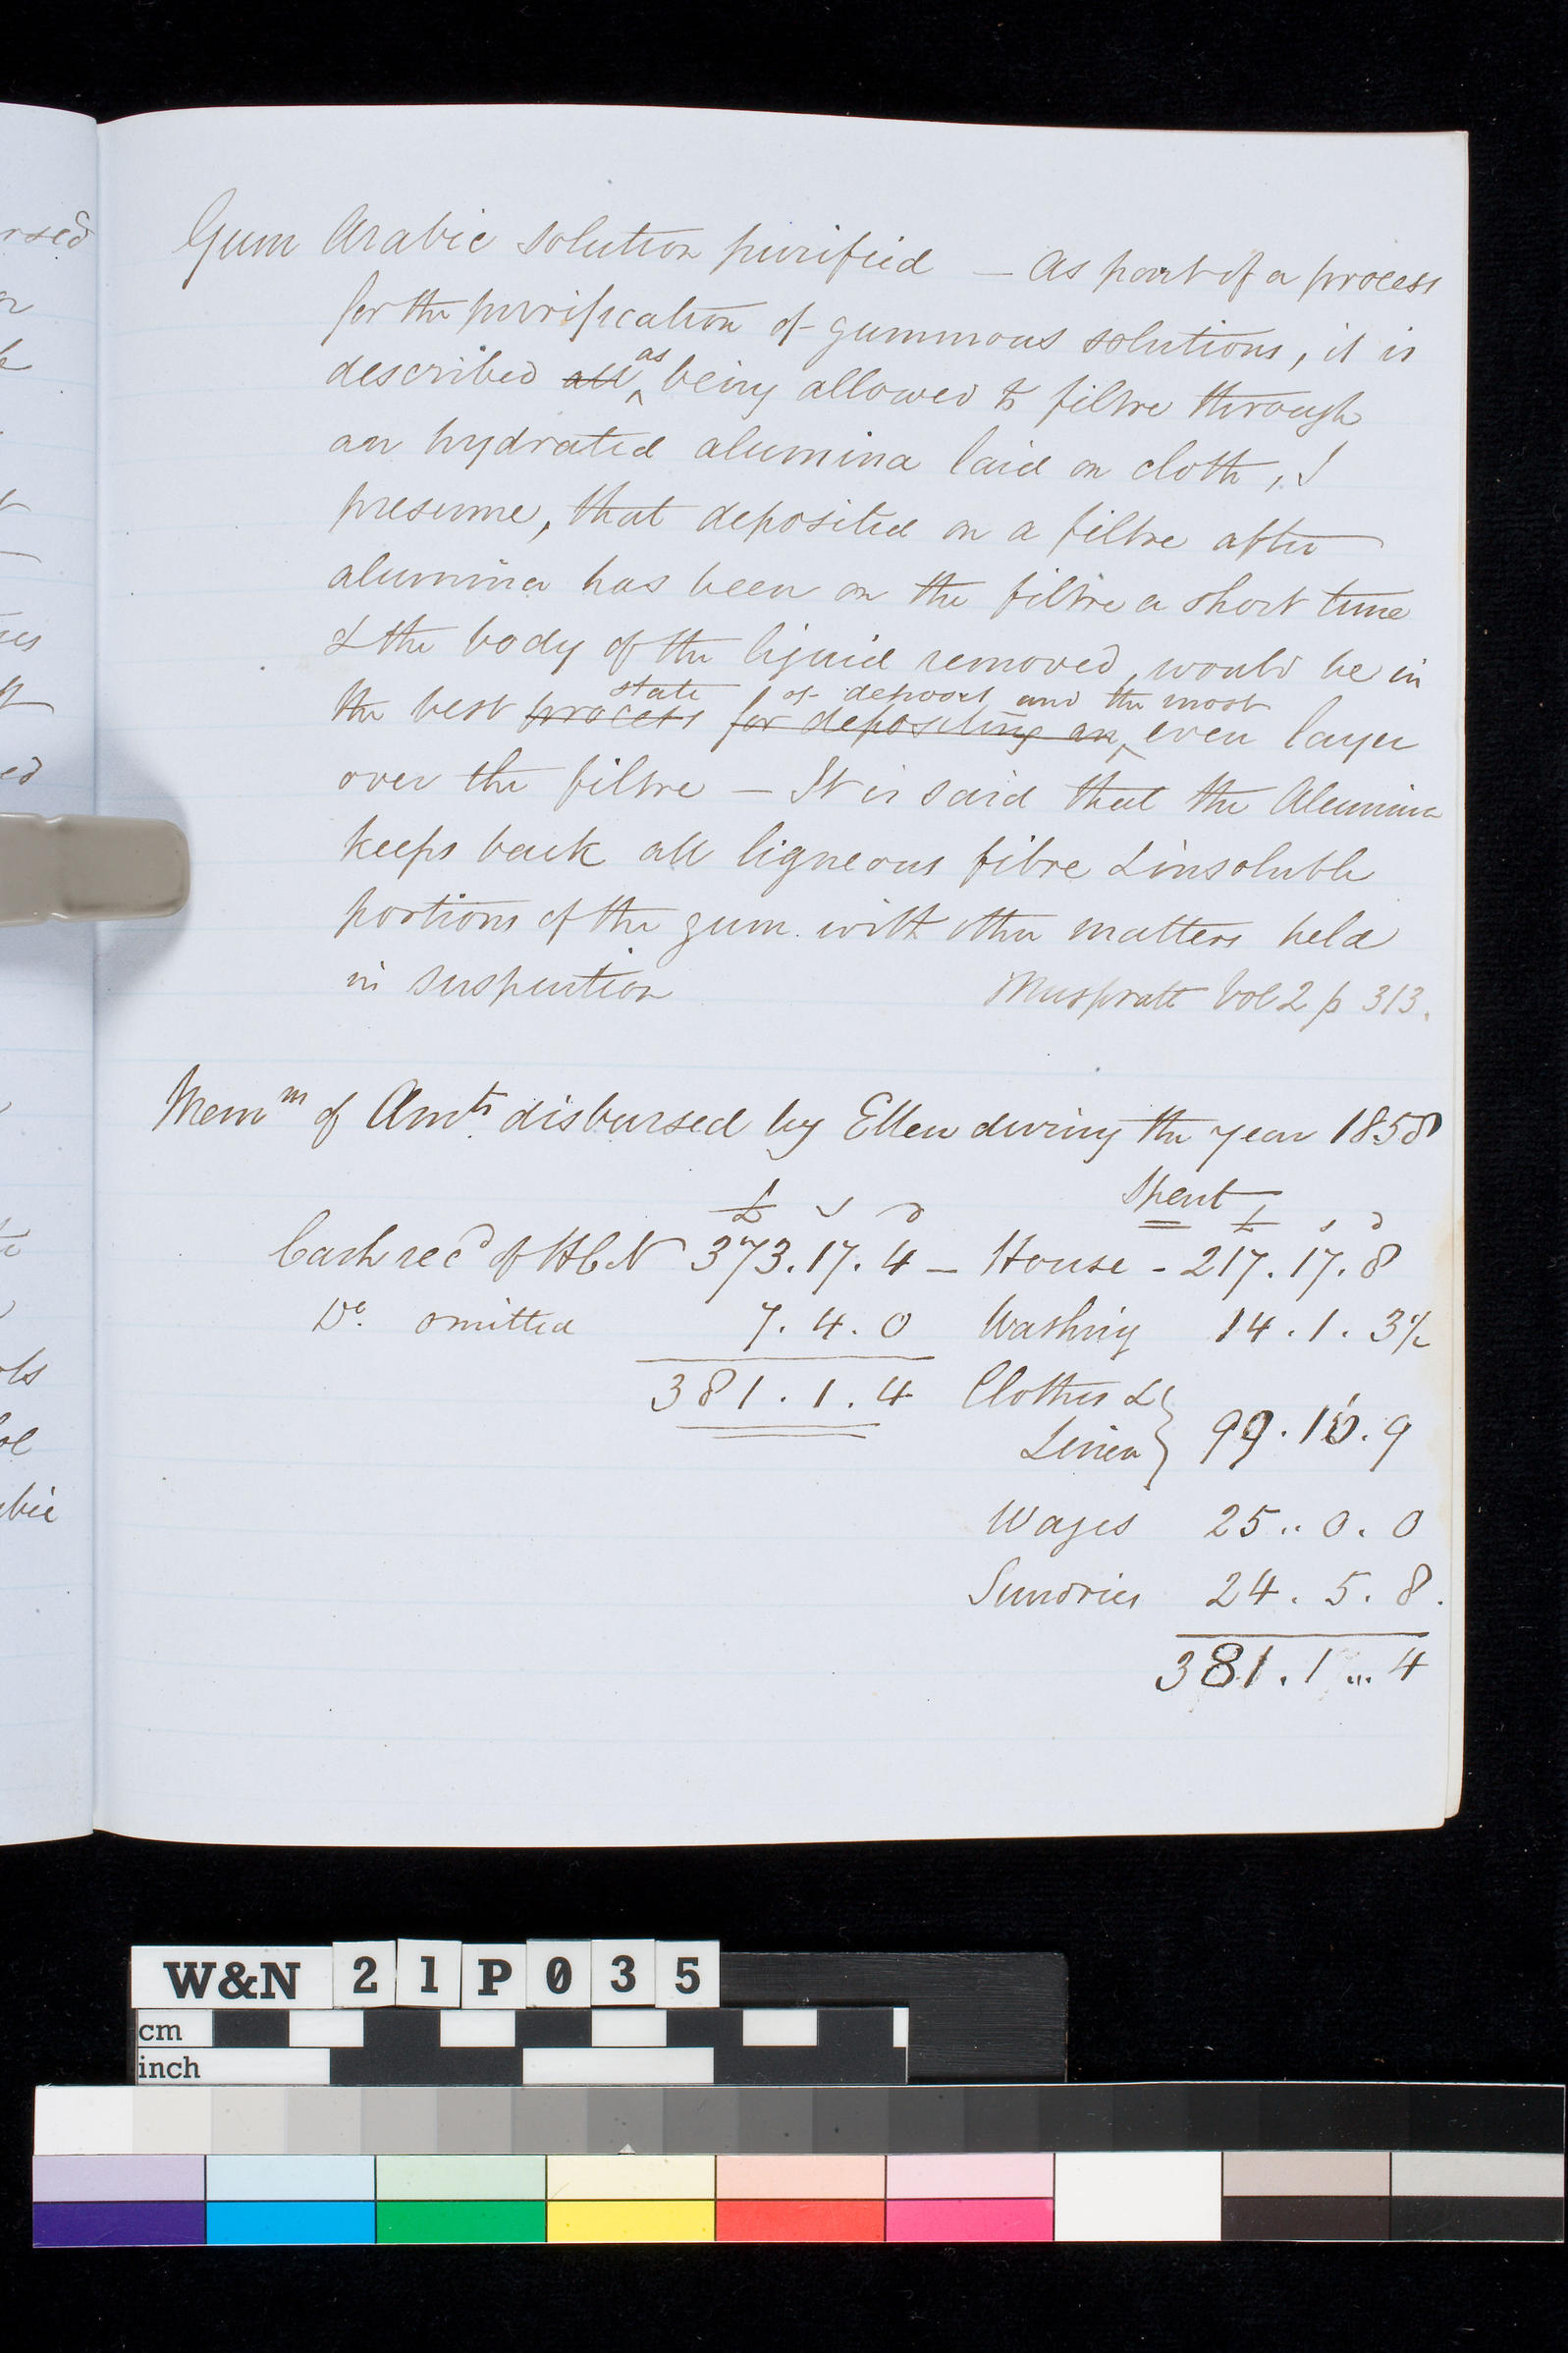 Gum Arabic solution purified — As part of a process
for the purification of gummous solutions, it is
described all as being allowed to filtre through
an hydrated alumina laid on cloth, I
presume, that deposited on a filtre after
alumina has been on the filtre a short time
& the body of the liquid removed, would be in
state of deposit and the most
the best process for depositing an even layer
over the filtre — It is said that the Alumina
keeps back all ligneous fibre & insoluble
portions of the gum with other matters held
in suspention Muspratt Vol 2 p 313.
Mem^m of Am^ts disbursed by Ellen during the year 1858
Spent
£ s d £ s d
Cash rec^d of HCN 373.17.4 — House - 217.17.8
D^o. omitted 7.4.0 Washing 14.1.3
381.1.4 Clothes &
Linen } 99.16.9
Wages 25..0.0
Sundries 24.5.8.
381.1...4
W&N 21P035
cm
inch
rsed
ed